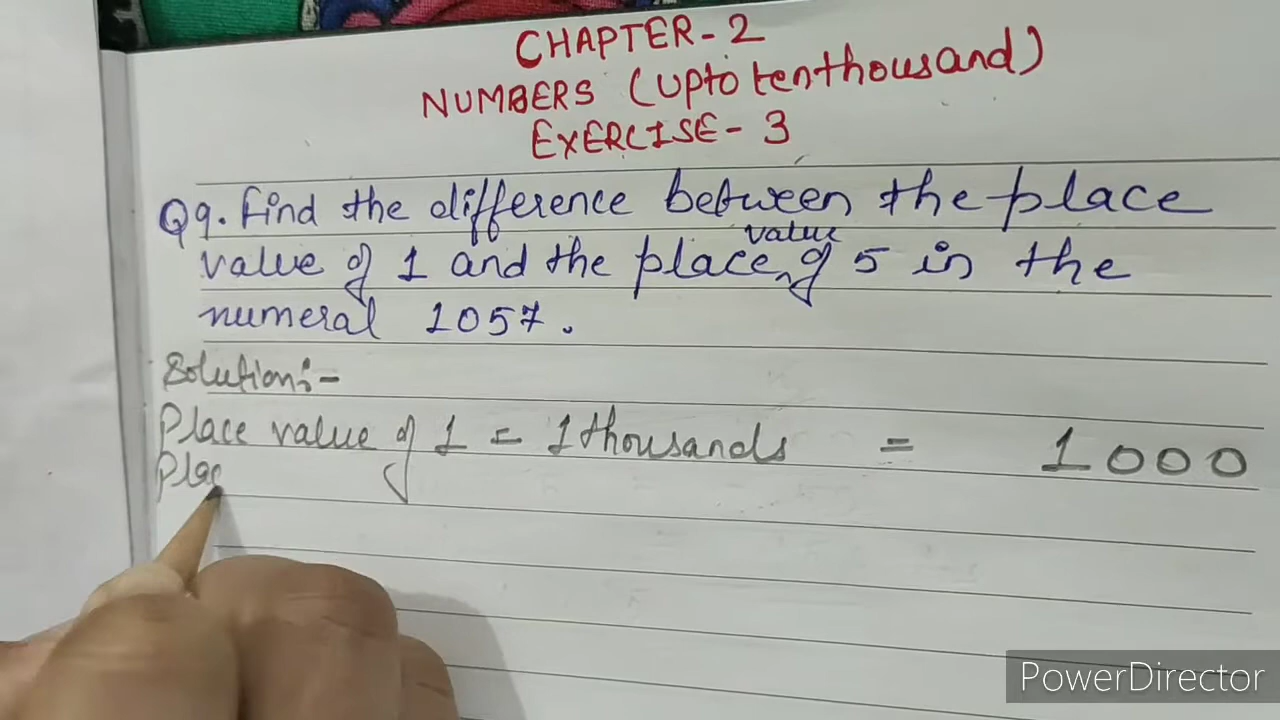 CHAPTER-2
NUMBERS (upto tenthousand)
EXERCISE-3
Q9. Find the difference between the place
value of 1 and the place value of 5 in the
numeral 1057.
Solution:-
Place value of 1 = 1 thousands = 1000
Plac
PowerDirector